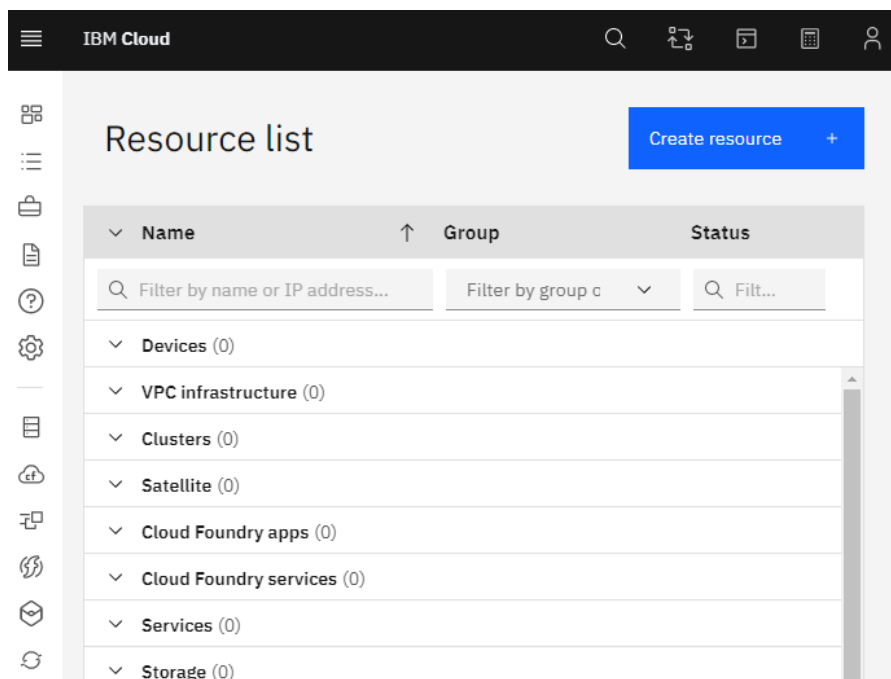 IBM Cloud
Resource list
Create resource +
Name Group Status
Filter by name or IP address... Filter by group o Filt...
Devices (0)
VPC infrastructure (0)
Clusters (0)
Satellite (0)
cf
Cloud Foundry apps (0)
Cloud Foundry services (0)
Services (0)
Storage (0)